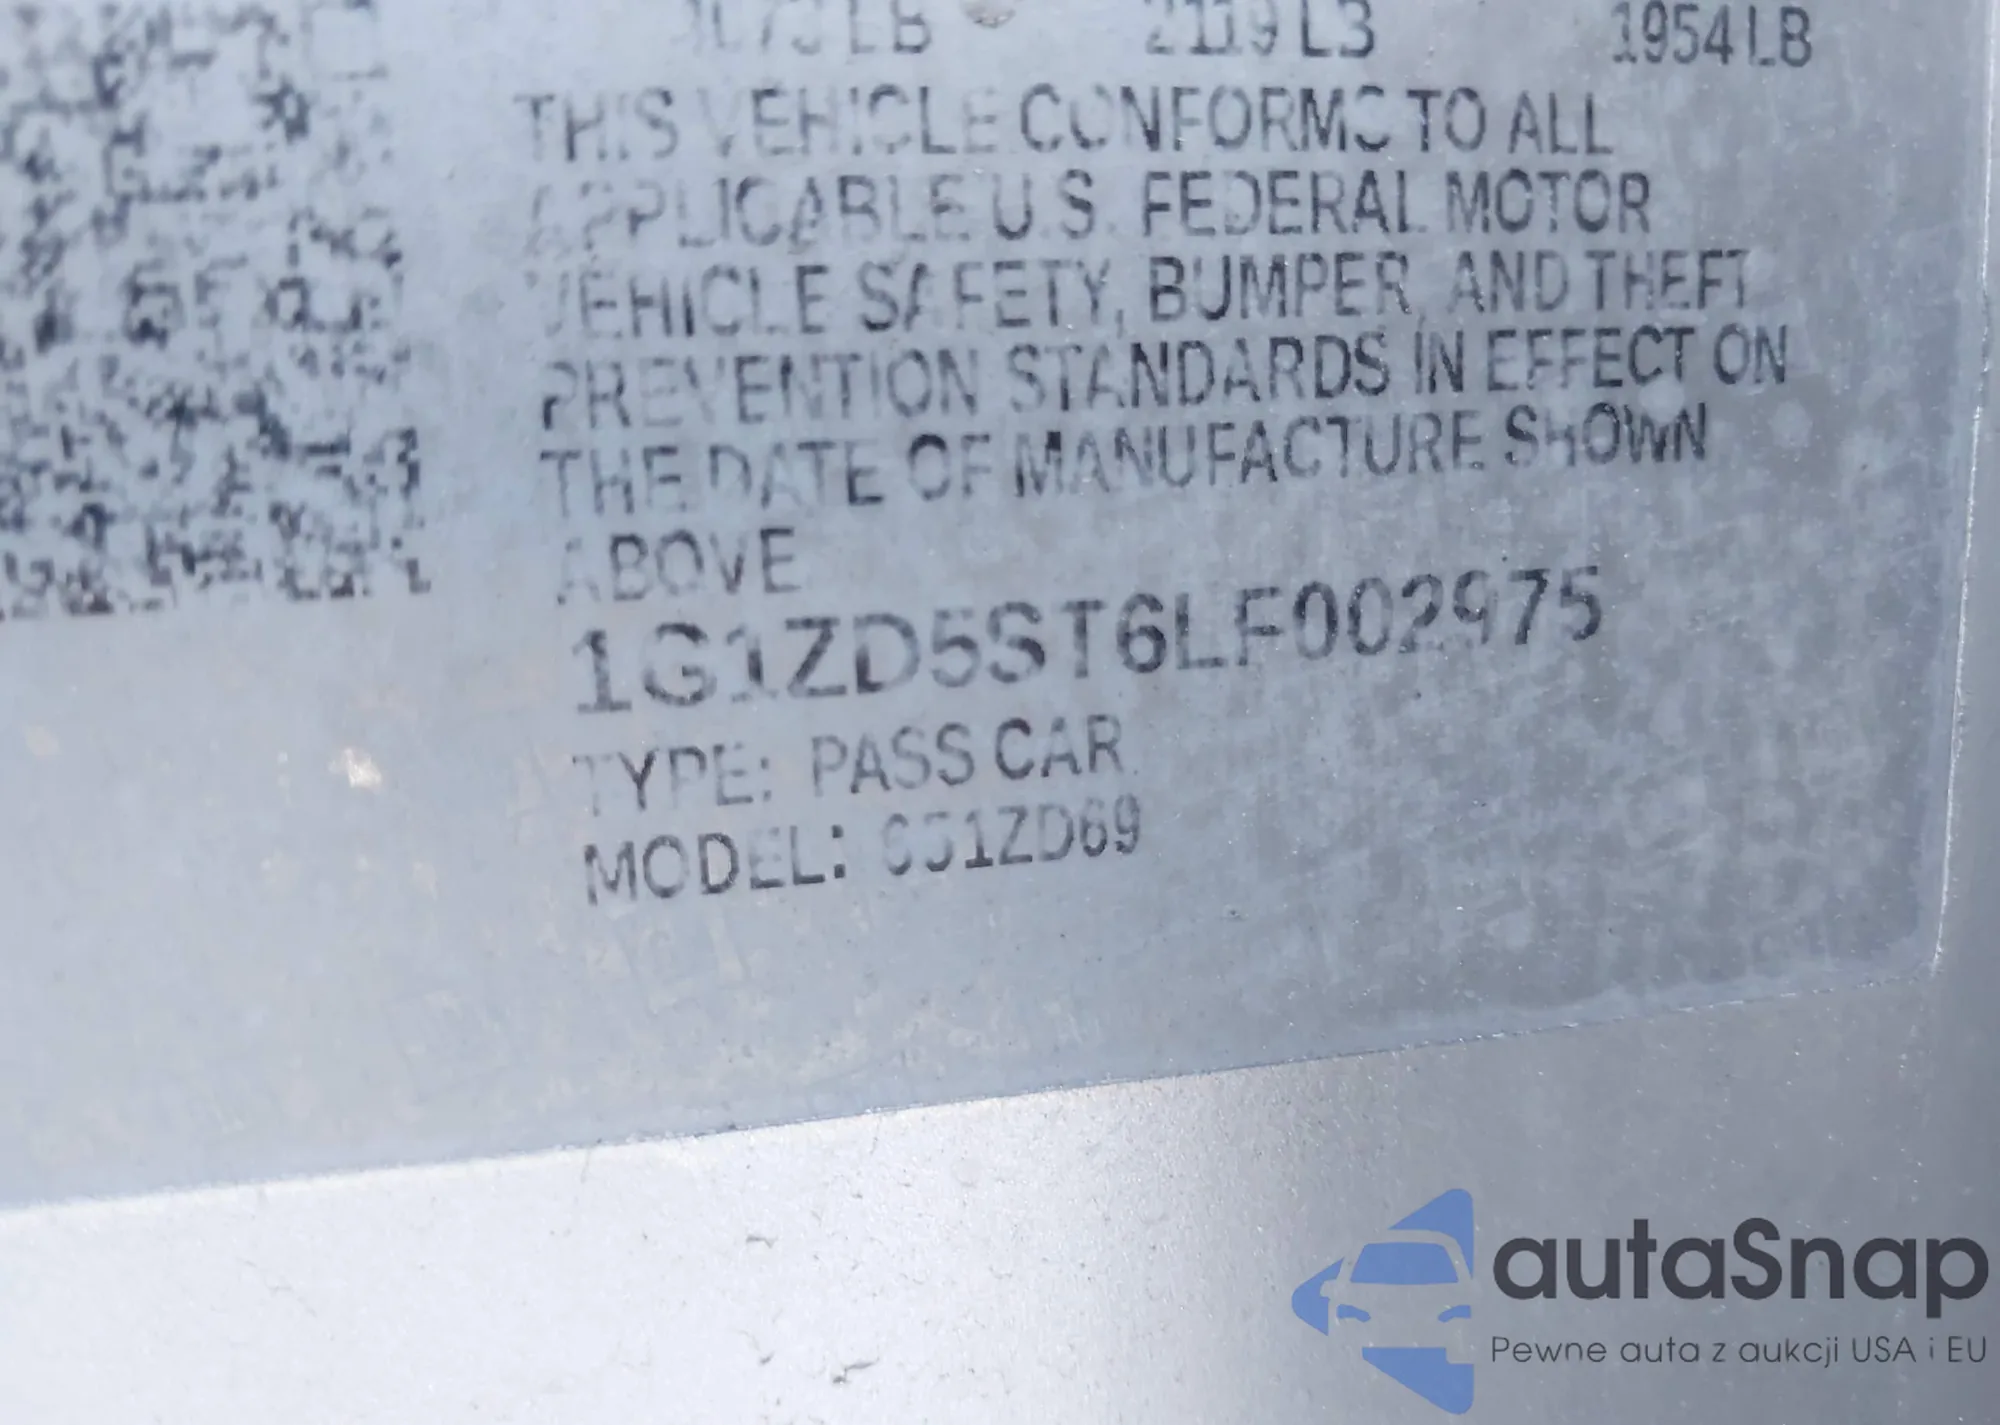 2119 LB
1954 LB
THIS VEHICLE CONFORMS TO ALL
APPLICABLE U.S. FEDERAL MOTOR
VEHICLE SAFETY, BUMPER, AND THEFT
PREVENTION STANDARDS IN EFFECT ON
THE DATE OF MANUFACTURE SHOWN
ABOVE
1G1ZD5ST6LF002975
TYPE: PASS CAR
MODEL:
autaSnap
Pewne auta z aukcji USA i EU